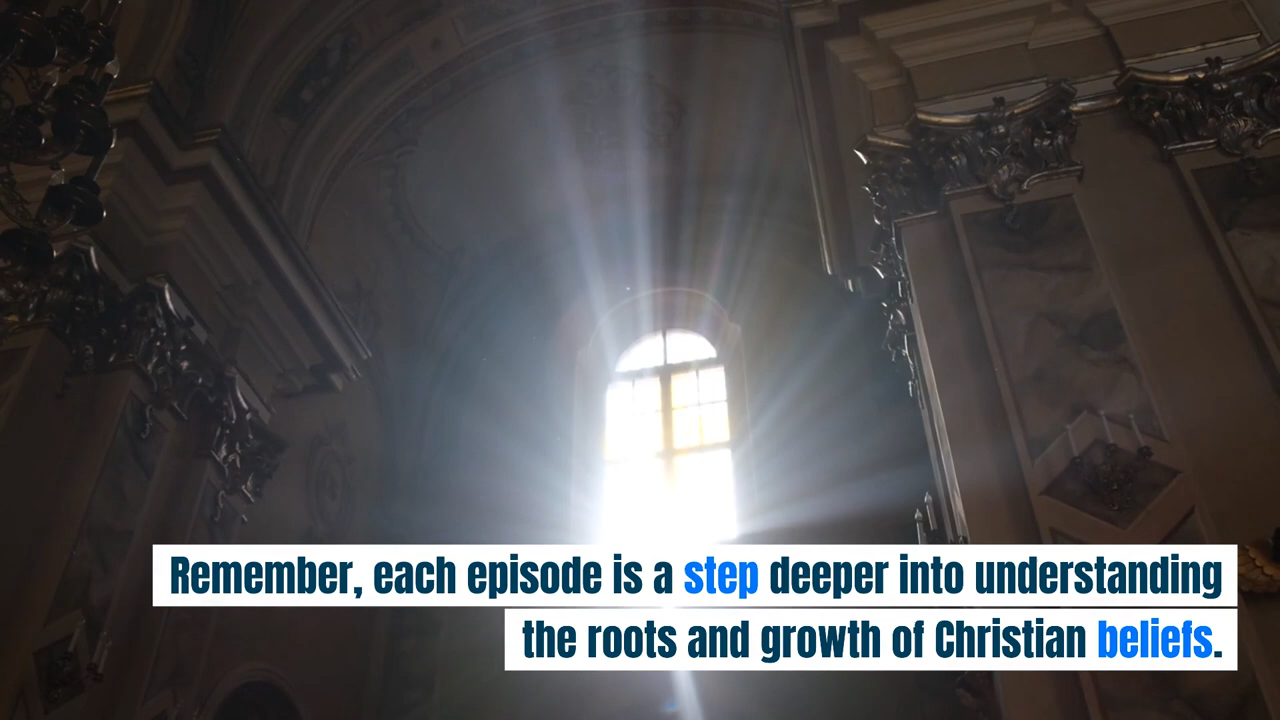 Remember, each episode is a step deeper into understanding
the roots and growth of Christian beliefs.